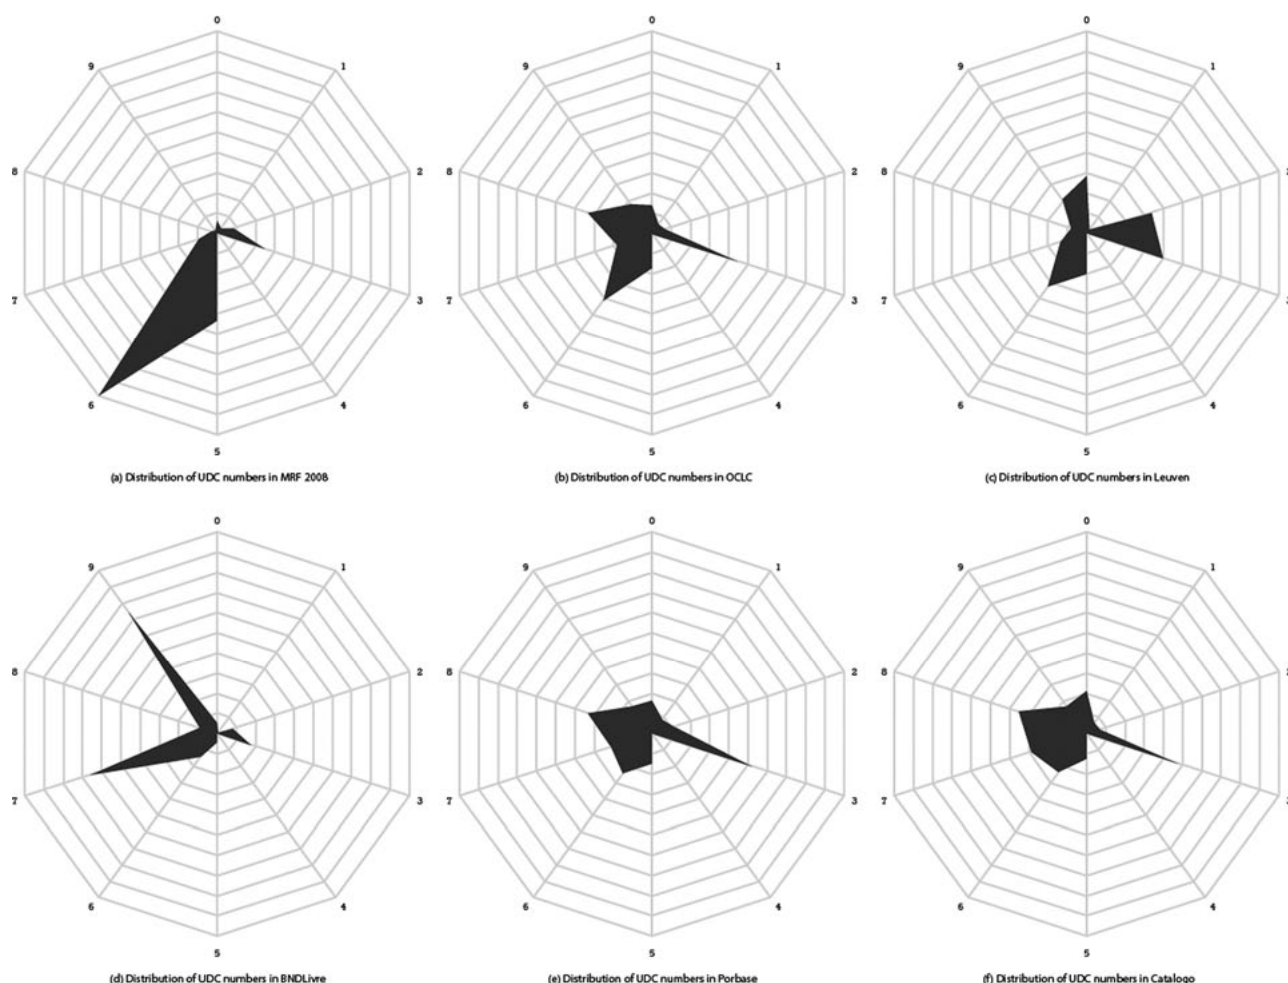 0 0 0
9 1 9 1 9 1
8 2 8 2 8
7 3 7 3 7
6 4 6 4 6 4
5 5 5
(a) Distribution of UDC numbers in MRF 2008
(b) Distribution of UDC numbers in OCLC
(c) Distribution of UDC numbers in Leuven
0 0 0
9 1 9 1 9 1
8 2 8 2 8
7 3 7 3 7
6 4 6 4 6 4
5 5 5
(d) Distribution of UDC numbers in BNDLivre
(e) Distribution of UDC numbers in Porbase
(f) Distribution of UDC numbers in Catalogo